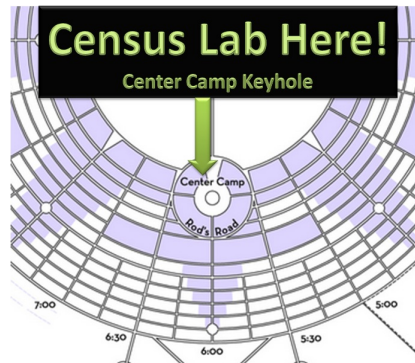 Census Lab Here!
Center Camp Keyhole
Center Camp
Rod's Road
7:00
6:30
6:00
5:30
5:00